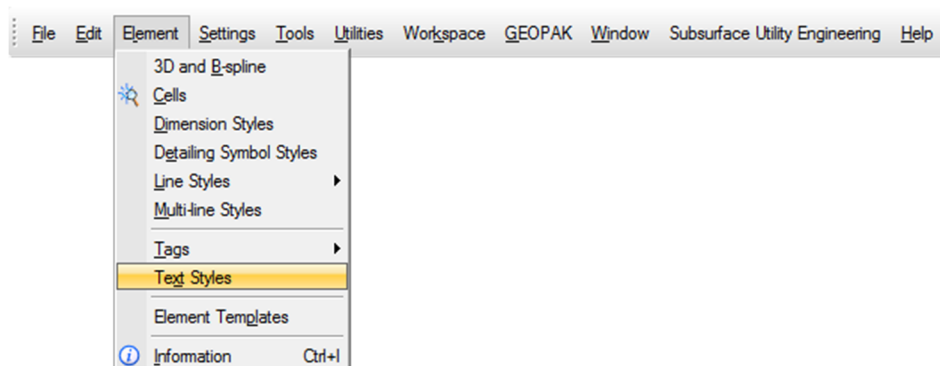 File Edit Element Settings Tools Utilities Workspace GEOPAK Window Subsurface Utility Engineering Help
3D and B-spline
Cells
Dimension Styles
Detailing Symbol Styles
Line Styles
Multi-line Styles
Tags
Text Styles
Element Templates
Information Ctrl+I